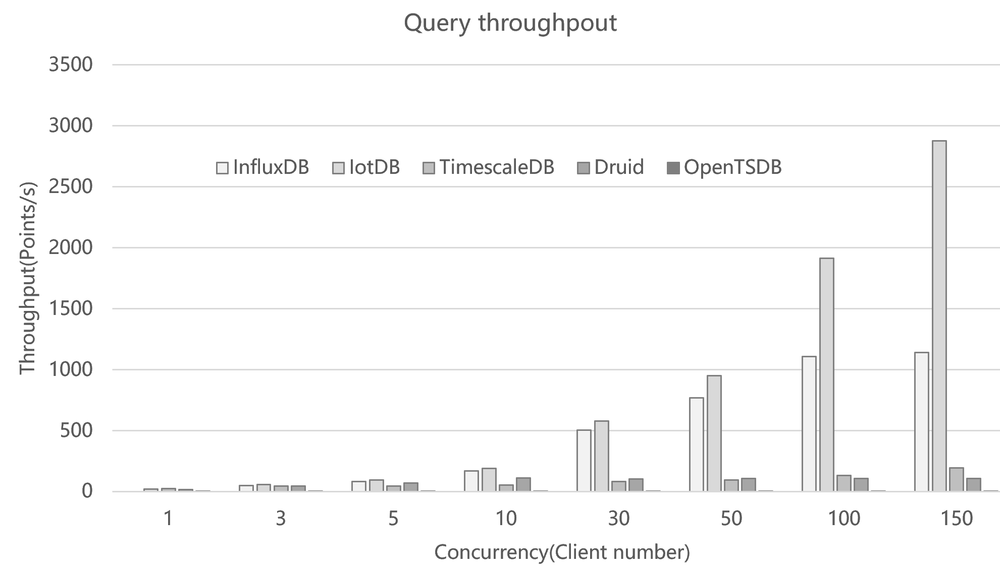 Query throughpout
3500
3000
InfluxDB IotDB TimescaleDB Druid OpenTSDB
2500
2000
1500
1000
500
0
Throughput(Points/s)
1 3 5 10 30 50 100 150
Concurrency(Client number)